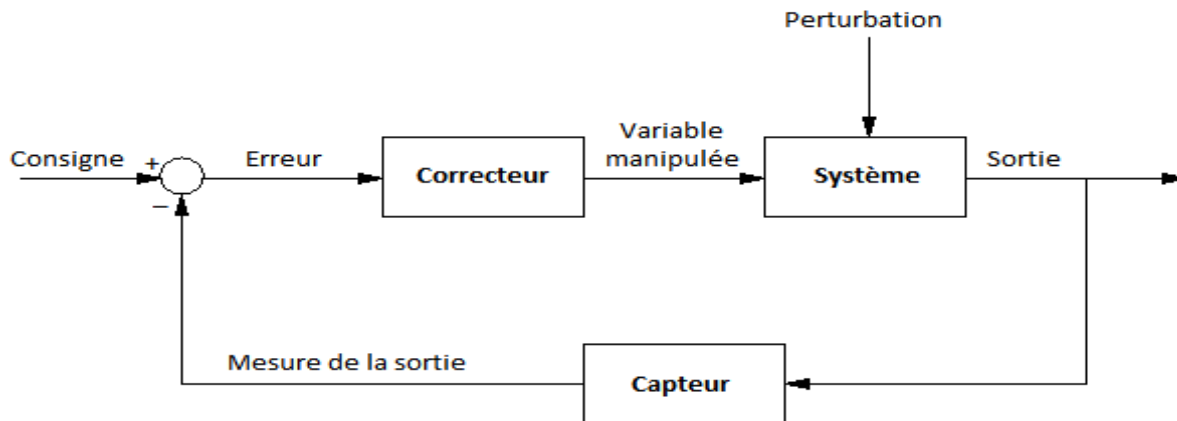 Perturbation
Consigne
+
−
Erreur
Correcteur
Variable
manipulée
Système
Sortie
Mesure de la sortie
Capteur